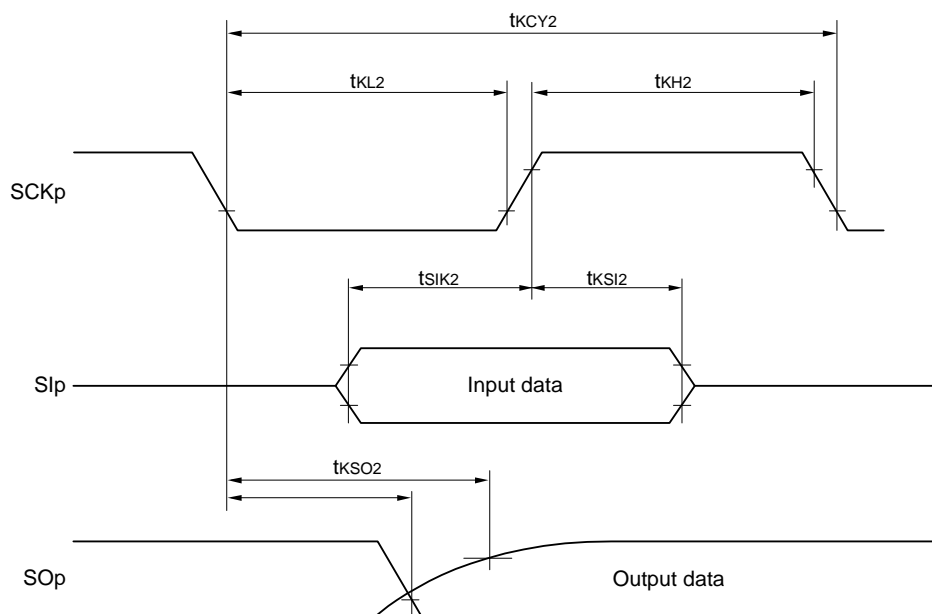 tKCY2
tKL2
tKH2
SCKp
tSIK2
tKSI2
SIp
Input data
tKSO2
SOp
Output data